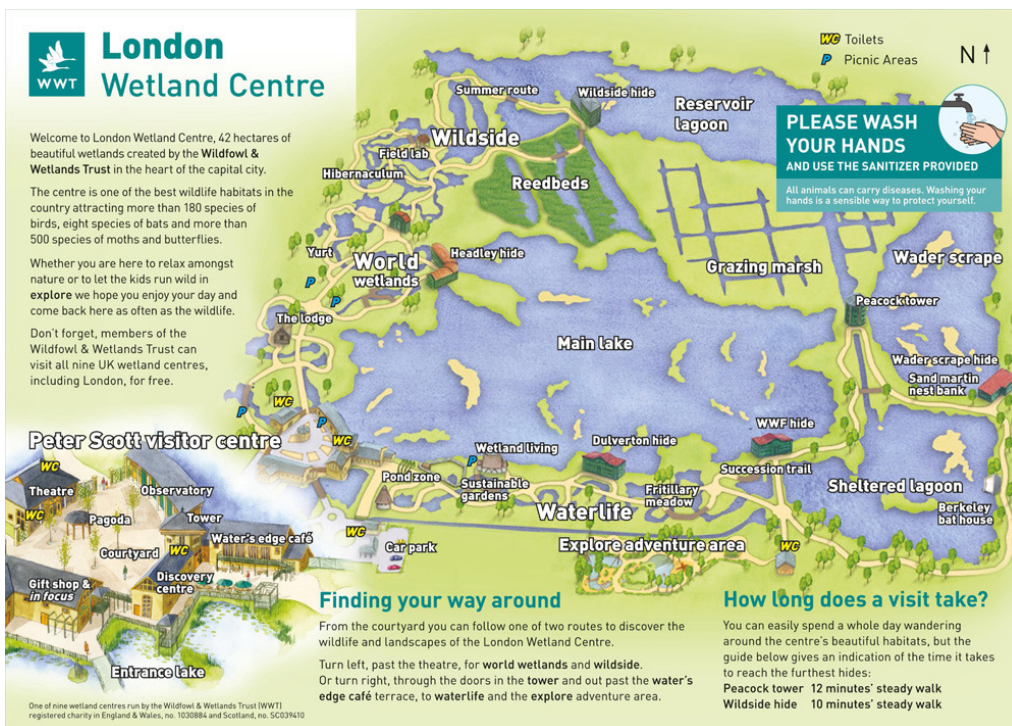 WWT
London
Wetland Centre
Welcome to London Wetland Centre, 42 hectares of
beautiful wetlands created by the Wildfowl &
Wetlands Trust in the heart of the capital city.
The centre is one of the best wildlife habitats in the
country attracting more than 180 species of
birds, eight species of bats and more than
500 species of moths and butterflies.
Whether you are here to relax amongst
nature or to let the kids run wild in
explore we hope you enjoy your day and
come back here as often as the wildlife.
Don't forget, members of the
Wildfowl & Wetlands Trust can
visit all nine UK wetland centres,
including London, for free.
WC Toilets
P Picnic Areas
N
PLEASE WASH
YOUR HANDS
AND USE THE SANITIZER PROVIDED
All animals can carry diseases. Washing your
hands is a sensible way to protect yourself.
Summer route
Wildside hide
Reservoir
lagoon
Wildside
Field lab
Hibernaculum
Reedbeds
Yurt
World
wetlands
Headley hide
Grazing marsh
Wader scrape
P
P
The lodge
Peacock tower
Main lake
Wader scrape hide
Sand martin
nest bank
WC
P
P
WC
Wetland living
Dulverton hide
WWF hide
P
Pond zone
Sustainable
gardens
Succession trail
Fritillary
meadow
Sheltered lagoon
Waterlife
Berkeley
bat house
WC
Car park
Explore adventure area
WC
Peter Scott visitor centre
WC
Theatre
Observatory
WC
Pagoda
Tower
Water's edge café
Courtyard
WC
Gift shop &
in focus
Discovery
centre
Entrance lake
Finding your way around
From the courtyard you can follow one of two routes to discover the
wildlife and landscapes of the London Wetland Centre.
Turn left, past the theatre, for world wetlands and wildside.
Or turn right, through the doors in the tower and out past the water's
edge café terrace, to waterlife and the explore adventure area.
How long does a visit take?
You can easily spend a whole day wandering
around the centre's beautiful habitats, but the
guide below gives an indication of the time it takes
to reach the furthest hides:
Peacock tower 12 minutes' steady walk
Wildside hide 10 minutes' steady walk
One of nine wetland centres run by the Wildfowl & Wetlands Trust (WWT)
registered charity in England & Wales, no. 1030884 and Scotland, no. SC039410